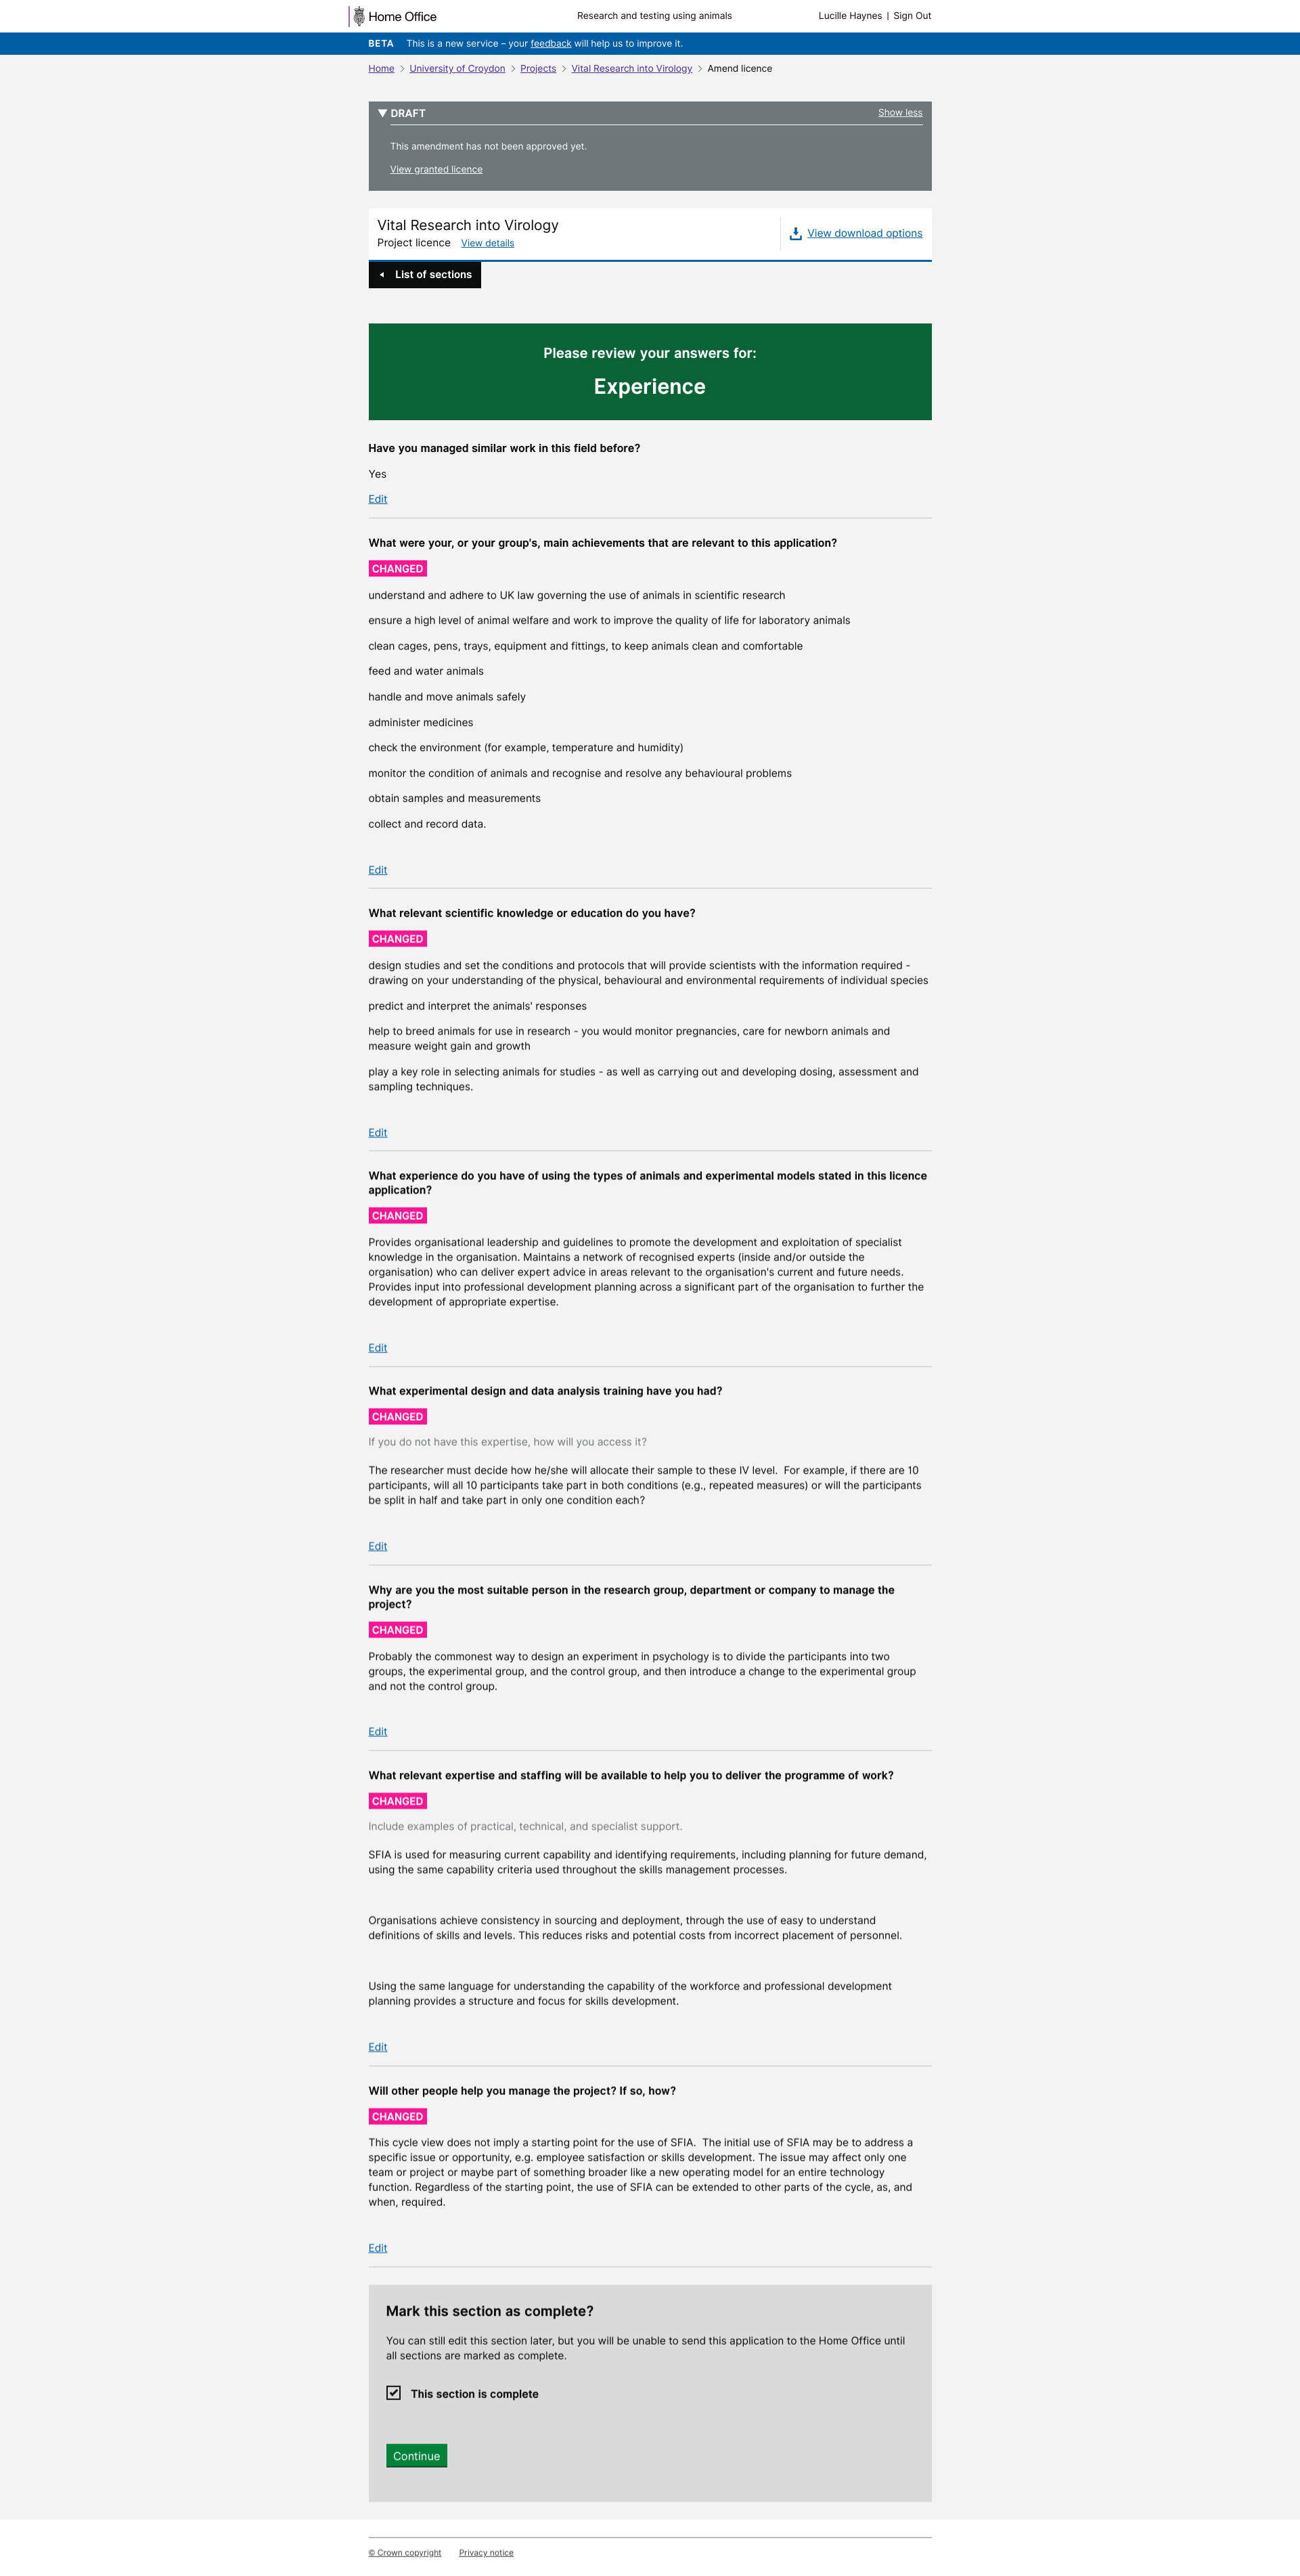 Home Office
Research and testing using animals
Lucille Haynes | Sign Out
BETA This is a new service – your feedback will help us to improve it.
Home > University of Croydon > Projects > Vital Research into Virology > Amend licence
▼ DRAFT
Show less
This amendment has not been approved yet.
View granted licence
Vital Research into Virology
Project licence View details
View download options
List of sections
Please review your answers for:
Experience
Have you managed similar work in this field before?
Yes
Edit
What were your, or your group's, main achievements that are relevant to this application?
CHANGED
understand and adhere to UK law governing the use of animals in scientific research
ensure a high level of animal welfare and work to improve the quality of life for laboratory animals
clean cages, pens, trays, equipment and fittings, to keep animals clean and comfortable
feed and water animals
handle and move animals safely
administer medicines
check the environment (for example, temperature and humidity)
monitor the condition of animals and recognise and resolve any behavioural problems
obtain samples and measurements
collect and record data.
Edit
What relevant scientific knowledge or education do you have?
CHANGED
design studies and set the conditions and protocols that will provide scientists with the information required -
drawing on your understanding of the physical, behavioural and environmental requirements of individual species
predict and interpret the animals' responses
help to breed animals for use in research - you would monitor pregnancies, care for newborn animals and
measure weight gain and growth
play a key role in selecting animals for studies - as well as carrying out and developing dosing, assessment and
sampling techniques.
Edit
What experience do you have of using the types of animals and experimental models stated in this licence
application?
CHANGED
Provides organisational leadership and guidelines to promote the development and exploitation of specialist
knowledge in the organisation. Maintains a network of recognised experts (inside and/or outside the
organisation) who can deliver expert advice in areas relevant to the organisation's current and future needs.
Provides input into professional development planning across a significant part of the organisation to further the
development of appropriate expertise.
Edit
What experimental design and data analysis training have you had?
CHANGED
If you do not have this expertise, how will you access it?
The researcher must decide how he/she will allocate their sample to these IV level.  For example, if there are 10
participants, will all 10 participants take part in both conditions (e.g., repeated measures) or will the participants
be split in half and take part in only one condition each?
Edit
Why are you the most suitable person in the research group, department or company to manage the
project?
CHANGED
Probably the commonest way to design an experiment in psychology is to divide the participants into two
groups, the experimental group, and the control group, and then introduce a change to the experimental group
and not the control group.
Edit
What relevant expertise and staffing will be available to help you to deliver the programme of work?
CHANGED
Include examples of practical, technical, and specialist support.
SFIA is used for measuring current capability and identifying requirements, including planning for future demand,
using the same capability criteria used throughout the skills management processes.
Organisations achieve consistency in sourcing and deployment, through the use of easy to understand
definitions of skills and levels. This reduces risks and potential costs from incorrect placement of personnel.
Using the same language for understanding the capability of the workforce and professional development
planning provides a structure and focus for skills development.
Edit
Will other people help you manage the project? If so, how?
CHANGED
This cycle view does not imply a starting point for the use of SFIA.  The initial use of SFIA may be to address a
specific issue or opportunity, e.g. employee satisfaction or skills development. The issue may affect only one
team or project or maybe part of something broader like a new operating model for an entire technology
function. Regardless of the starting point, the use of SFIA can be extended to other parts of the cycle, as, and
when, required.
Edit
Mark this section as complete?
You can still edit this section later, but you will be unable to send this application to the Home Office until
all sections are marked as complete.
This section is complete
Continue
© Crown copyright
Privacy notice